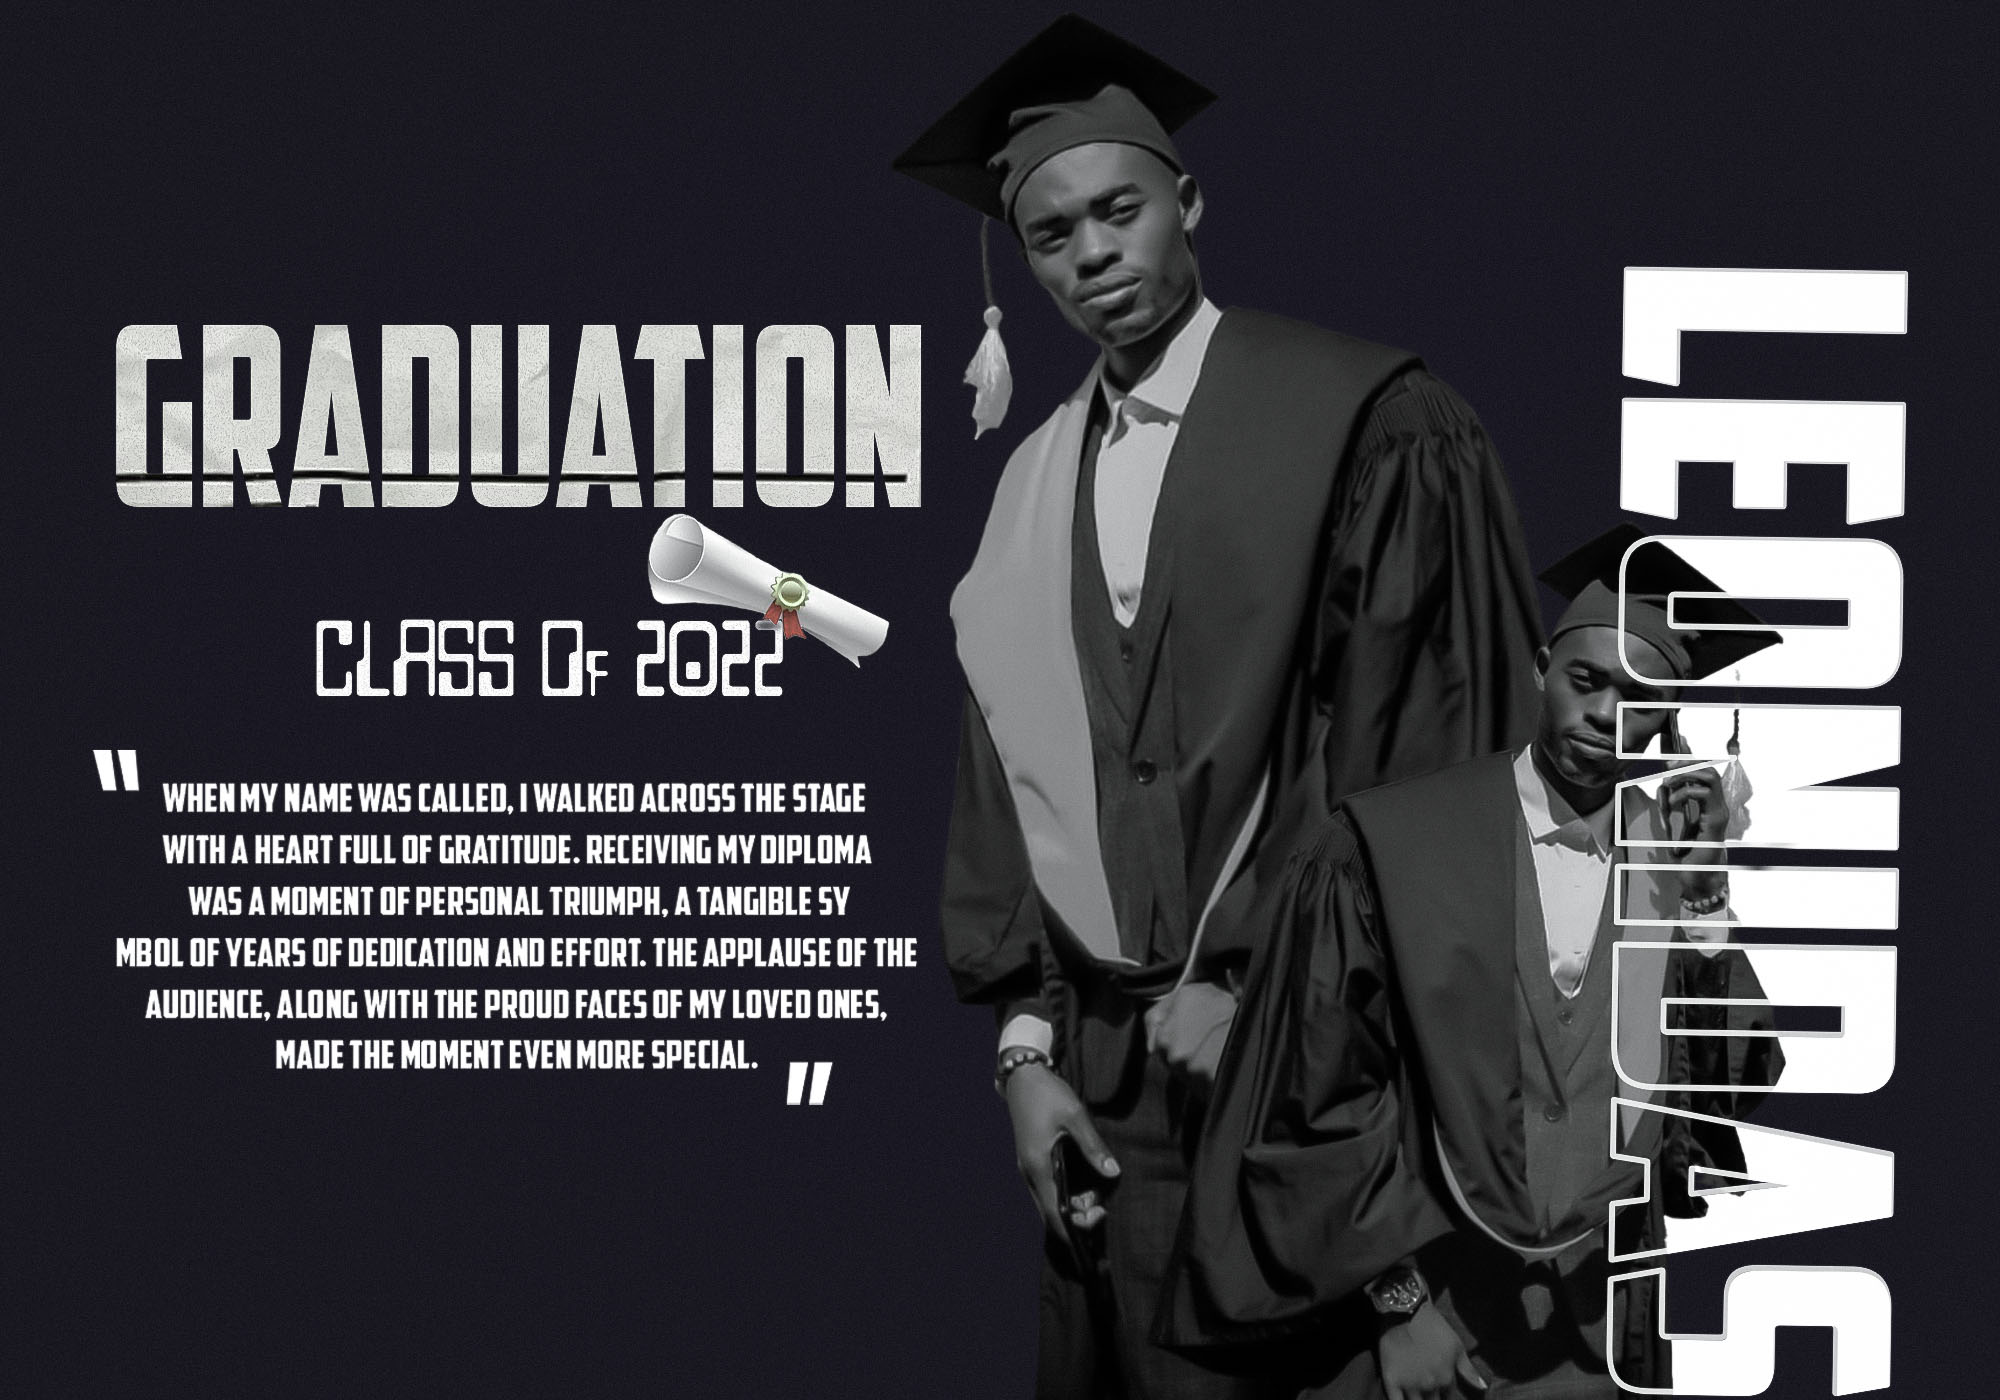 GRADUATION
CLASS OF 2022
"
WHEN MY NAME WAS CALLED, I WALKED ACROSS THE STAGE
WITH A HEART FULL OF GRATITUDE. RECEIVING MY DIPLOMA
WAS A MOMENT OF PERSONAL TRIUMPH, A TANGIBLE SY
MBOL OF YEARS OF DEDICATION AND EFFORT. THE APPLAUSE OF THE
AUDIENCE, ALONG WITH THE PROUD FACES OF MY LOVED ONES,
MADE THE MOMENT EVEN MORE SPECIAL.
"
LEONIDAS